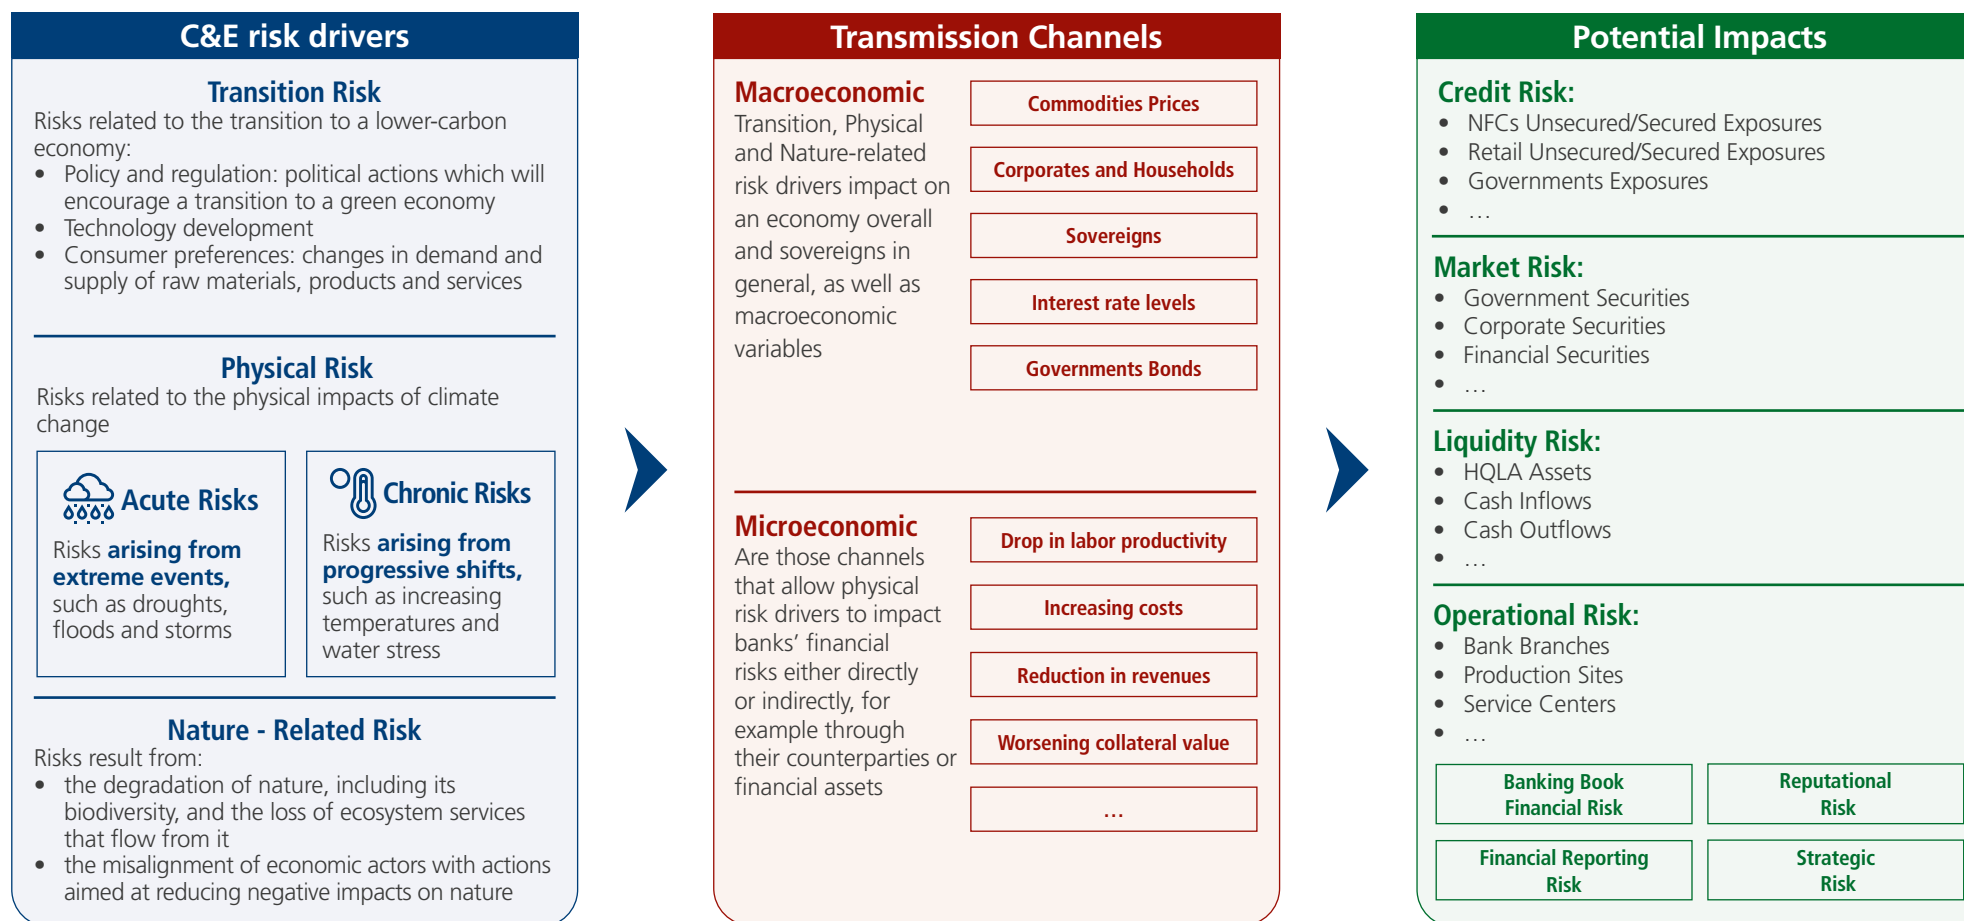 C&E risk drivers
Transition Risk
Risks related to the transition to a lower-carbon
economy:
• Policy and regulation: political actions which will
encourage a transition to a green economy
• Technology development
• Consumer preferences: changes in demand and
supply of raw materials, products and services
Physical Risk
Risks related to the physical impacts of climate
change
Acute Risks
Risks arising from
extreme events,
such as droughts,
floods and storms
Chronic Risks
Risks arising from
progressive shifts,
such as increasing
temperatures and
water stress
Nature - Related Risk
Risks result from:
• the degradation of nature, including its
biodiversity, and the loss of ecosystem services
that flow from it
• the misalignment of economic actors with actions
aimed at reducing negative impacts on nature
Transmission Channels
Macroeconomic
Transition, Physical
and Nature-related
risk drivers impact on
an economy overall
and sovereigns in
general, as well as
macroeconomic
variables
Commodities Prices
Corporates and Households
Sovereigns
Interest rate levels
Governments Bonds
Microeconomic
Are those channels
that allow physical
risk drivers to impact
banks’ financial
risks either directly
or indirectly, for
example through
their counterparties or
financial assets
Drop in labor productivity
Increasing costs
Reduction in revenues
Worsening collateral value
…
Potential Impacts
Credit Risk:
• NFCs Unsecured/Secured Exposures
• Retail Unsecured/Secured Exposures
• Governments Exposures
• …
Market Risk:
• Government Securities
• Corporate Securities
• Financial Securities
• …
Liquidity Risk:
• HQLA Assets
• Cash Inflows
• Cash Outflows
• …
Operational Risk:
• Bank Branches
• Production Sites
• Service Centers
• …
Banking Book
Financial Risk
Reputational
Risk
Financial Reporting
Risk
Strategic
Risk